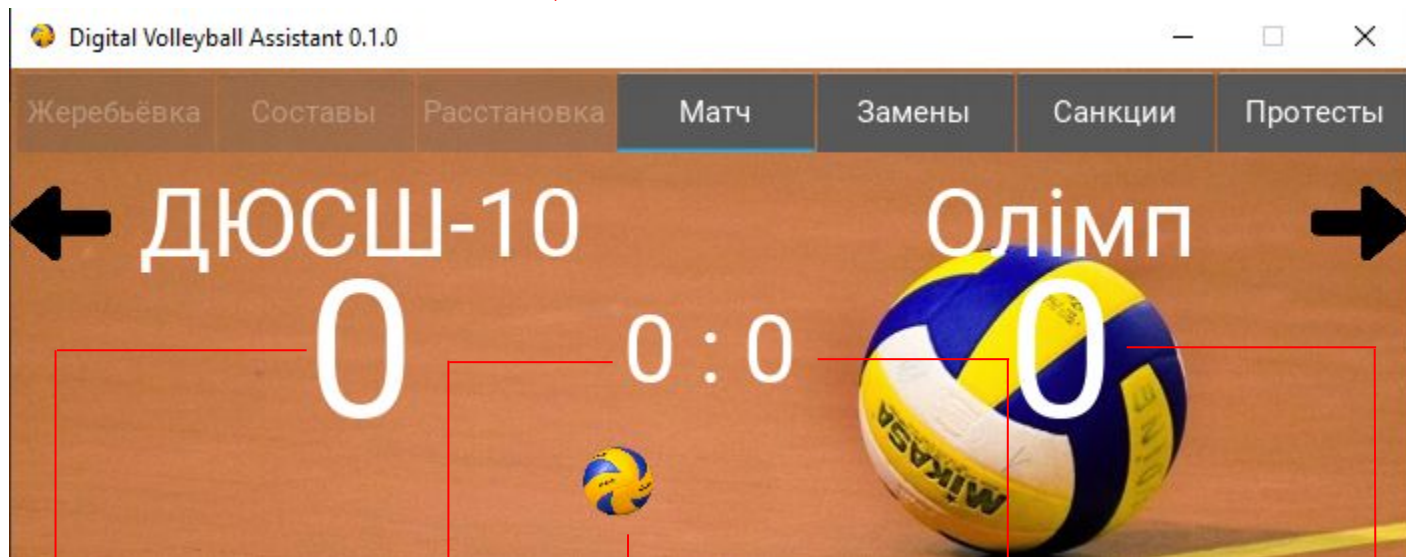 Digital Volleyball Assistant 0.1.0
Жеребьёвка Составы Расстановка Матч Замены Санкции Протесты
ДЮСШ-10 Олімп
0 0 : 0 0
MIKASA